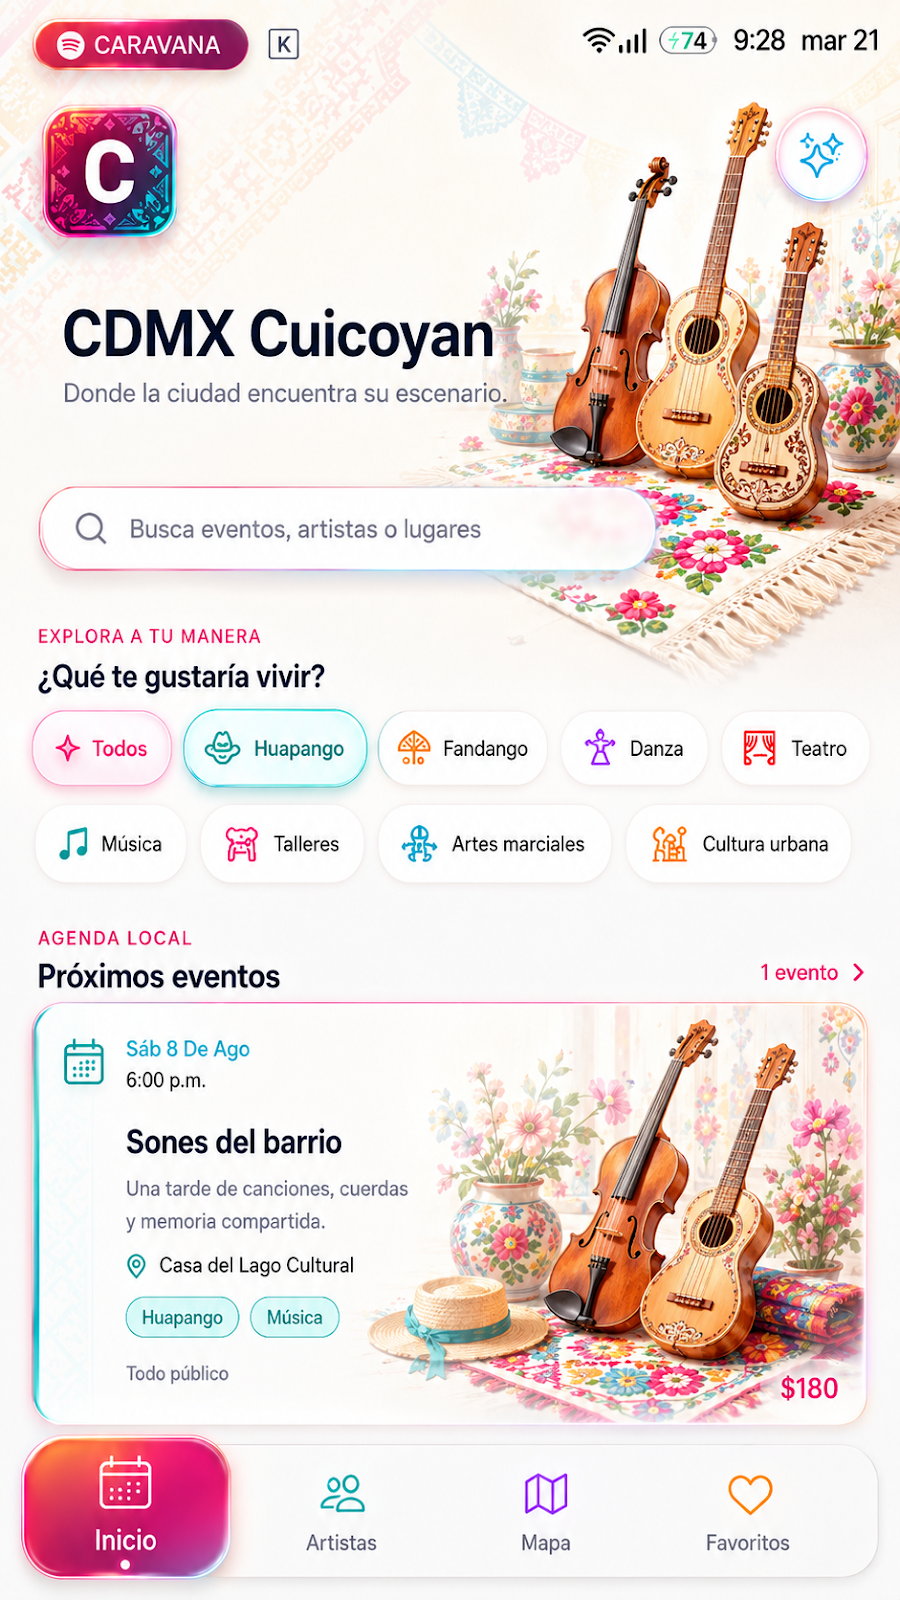 CARAVANA K 74 9:28 mar 21
C
CDMX Cuicoyan
Donde la ciudad encuentra su escenario.
Busca eventos, artistas o lugares
EXPLORA A TU MANERA
¿Qué te gustaría vivir?
Todos Huapango Fandango Danza Teatro
Música Talleres Artes marciales Cultura urbana
AGENDA LOCAL
Próximos eventos 1 evento
Sáb 8 De Ago
6:00 p.m.
Sones del barrio
Una tarde de canciones, cuerdas
y memoria compartida.
Casa del Lago Cultural
Huapango Música
Todo público
$180
Inicio Artistas Mapa Favoritos